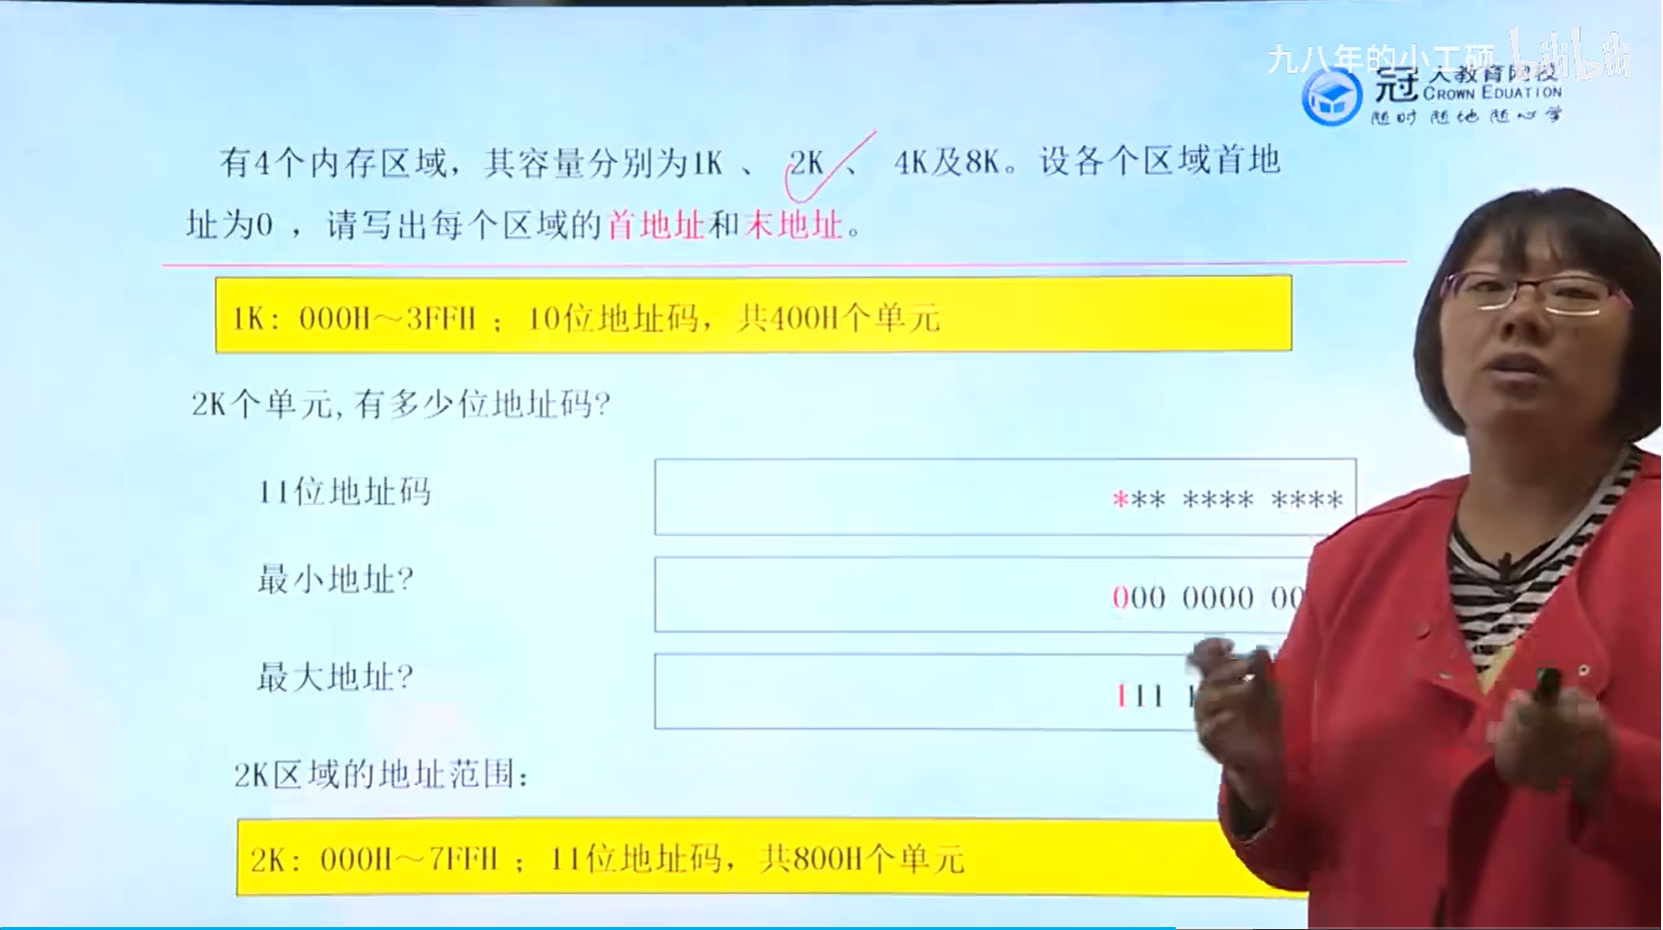 九八年的小工硕 bilibili
冠 大教育网校
CROWN EDUATION
随时 随地 随心学
有4个内存区域，其容量分别为1K 、 2K 、 4K及8K。设各个区域首地
址为0 ，请写出每个区域的首地址和末地址。
1K: 000H～3FFH ；10位地址码，共400H个单元
2K个单元,有多少位地址码?
11位地址码 *** **** ****
最小地址? 000 0000 00
最大地址? 111 1
2K区域的地址范围:
2K: 000H～7FFH ；11位地址码，共800H个单元